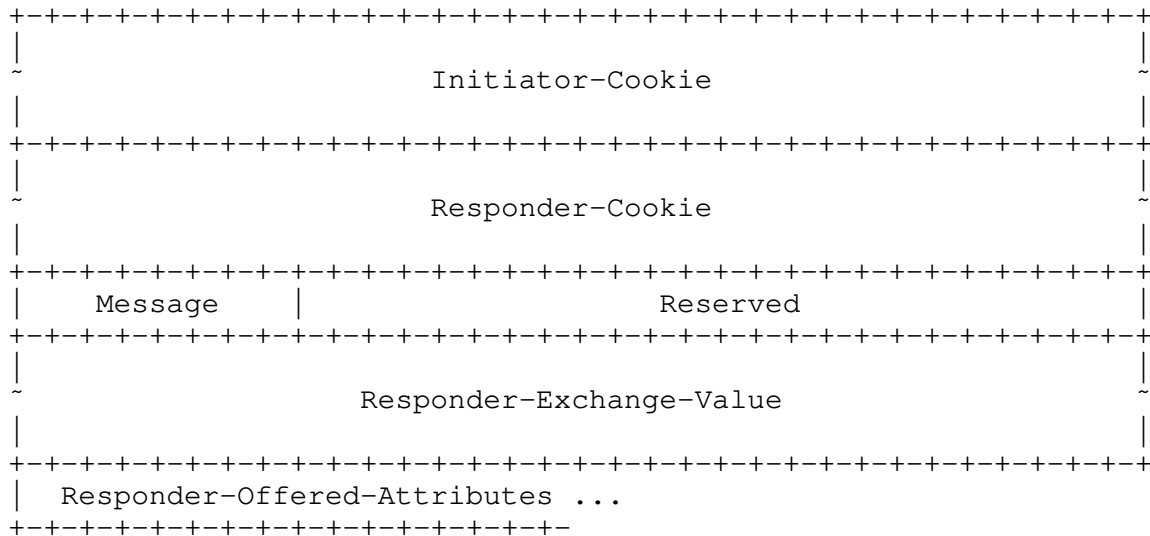 +-+-+-+-+-+-+-+-+-+-+-+-+-+-+-+-+-+-+-+-+-+-+-+-+-+-+-+-+-+-+-+-+
|                                                               |
~                       Initiator-Cookie                        ~
|                                                               |
+-+-+-+-+-+-+-+-+-+-+-+-+-+-+-+-+-+-+-+-+-+-+-+-+-+-+-+-+-+-+-+-+
|                                                               |
~                       Responder-Cookie                        ~
|                                                               |
+-+-+-+-+-+-+-+-+-+-+-+-+-+-+-+-+-+-+-+-+-+-+-+-+-+-+-+-+-+-+-+-+
|    Message    |                    Reserved                   |
+-+-+-+-+-+-+-+-+-+-+-+-+-+-+-+-+-+-+-+-+-+-+-+-+-+-+-+-+-+-+-+-+
|                                                               |
~                   Responder-Exchange-Value                    ~
|                                                               |
+-+-+-+-+-+-+-+-+-+-+-+-+-+-+-+-+-+-+-+-+-+-+-+-+-+-+-+-+-+-+-+-+
|  Responder-Offered-Attributes ...
+-+-+-+-+-+-+-+-+-+-+-+-+-+-+-+-